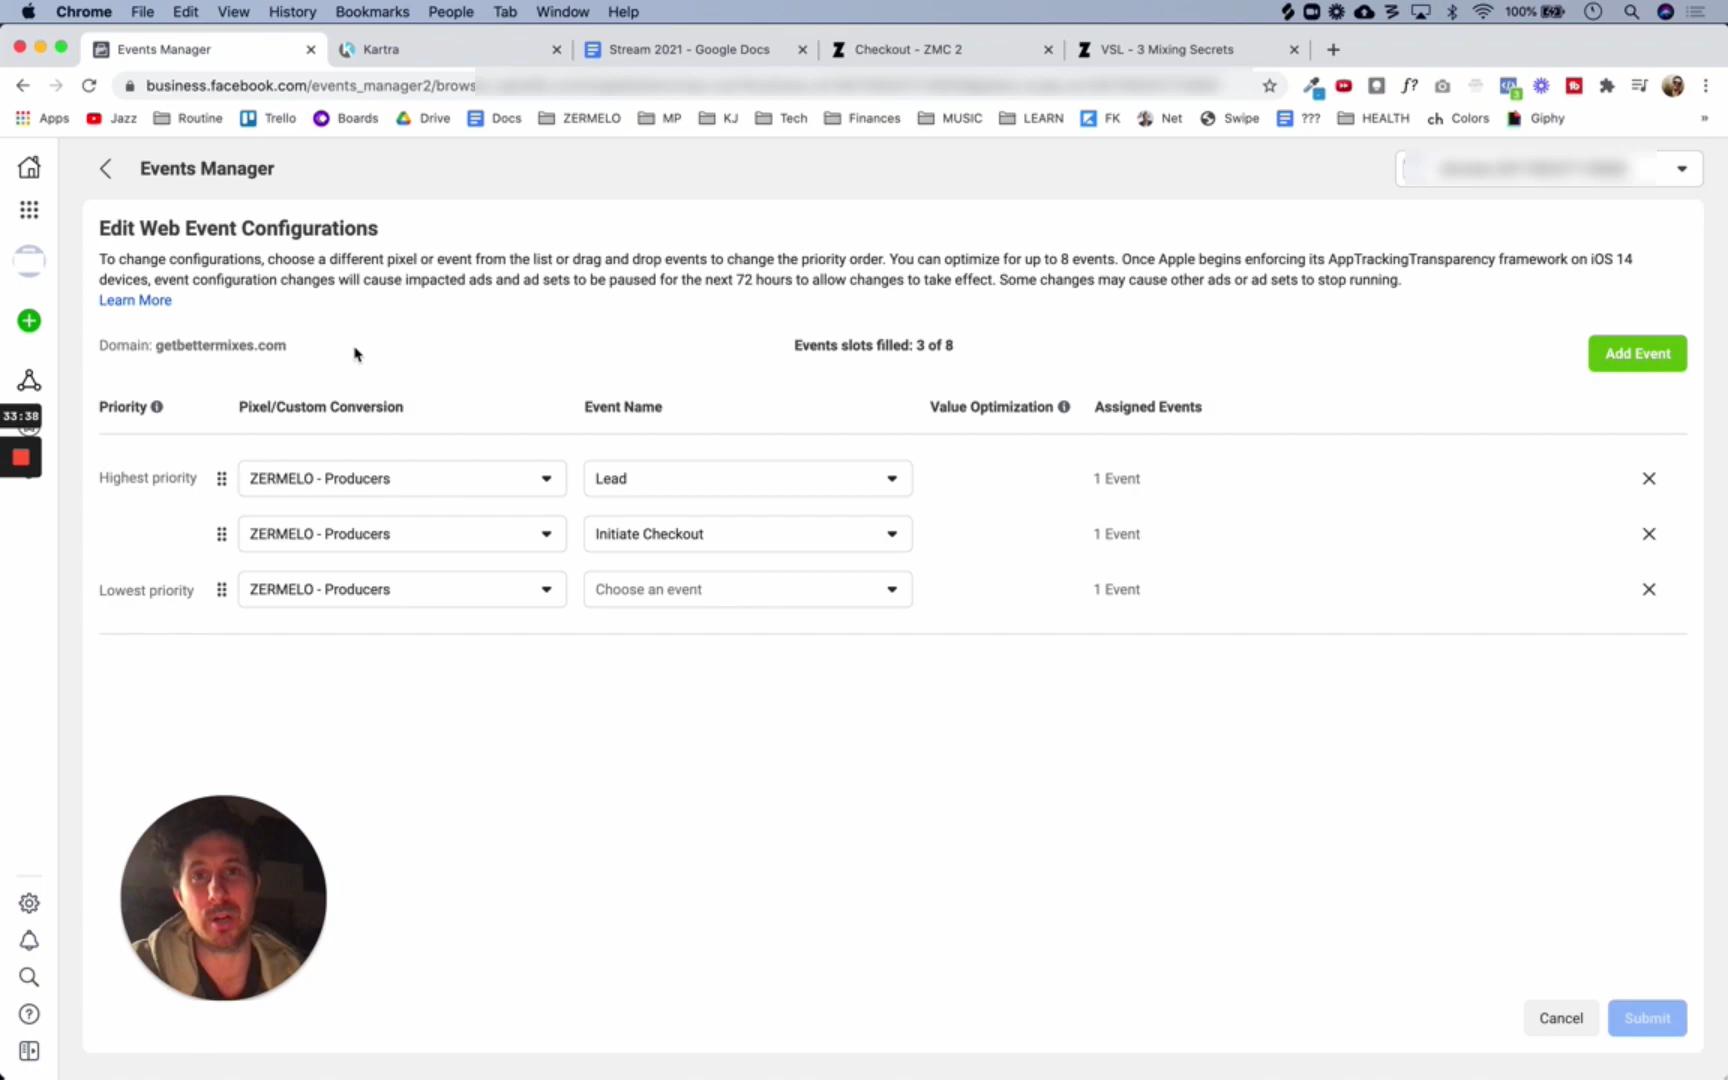 Chrome File Edit View History Bookmarks People Tab Window Help 100%
Events Manager Kartra Stream 2021 - Google Docs Checkout - ZMC 2 VSL - 3 Mixing Secrets
business.facebook.com/events_manager2/brows
Apps Jazz Routine Trello Boards Drive Docs ZERMELO MP KJ Tech Finances MUSIC LEARN FK Net Swipe ??? HEALTH ch Colors Giphy »
Events Manager
Edit Web Event Configurations
To change configurations, choose a different pixel or event from the list or drag and drop events to change the priority order. You can optimize for up to 8 events. Once Apple begins enforcing its AppTrackingTransparency framework on iOS 14
devices, event configuration changes will cause impacted ads and ad sets to be paused for the next 72 hours to allow changes to take effect. Some changes may cause other ads or ad sets to stop running.
Learn More
Domain: getbettermixes.com Events slots filled: 3 of 8 Add Event
Priority Pixel/Custom Conversion Event Name Value Optimization Assigned Events
33:38
Highest priority ZERMELO - Producers Lead 1 Event
ZERMELO - Producers Initiate Checkout 1 Event
Lowest priority ZERMELO - Producers Choose an event 1 Event
Cancel Submit